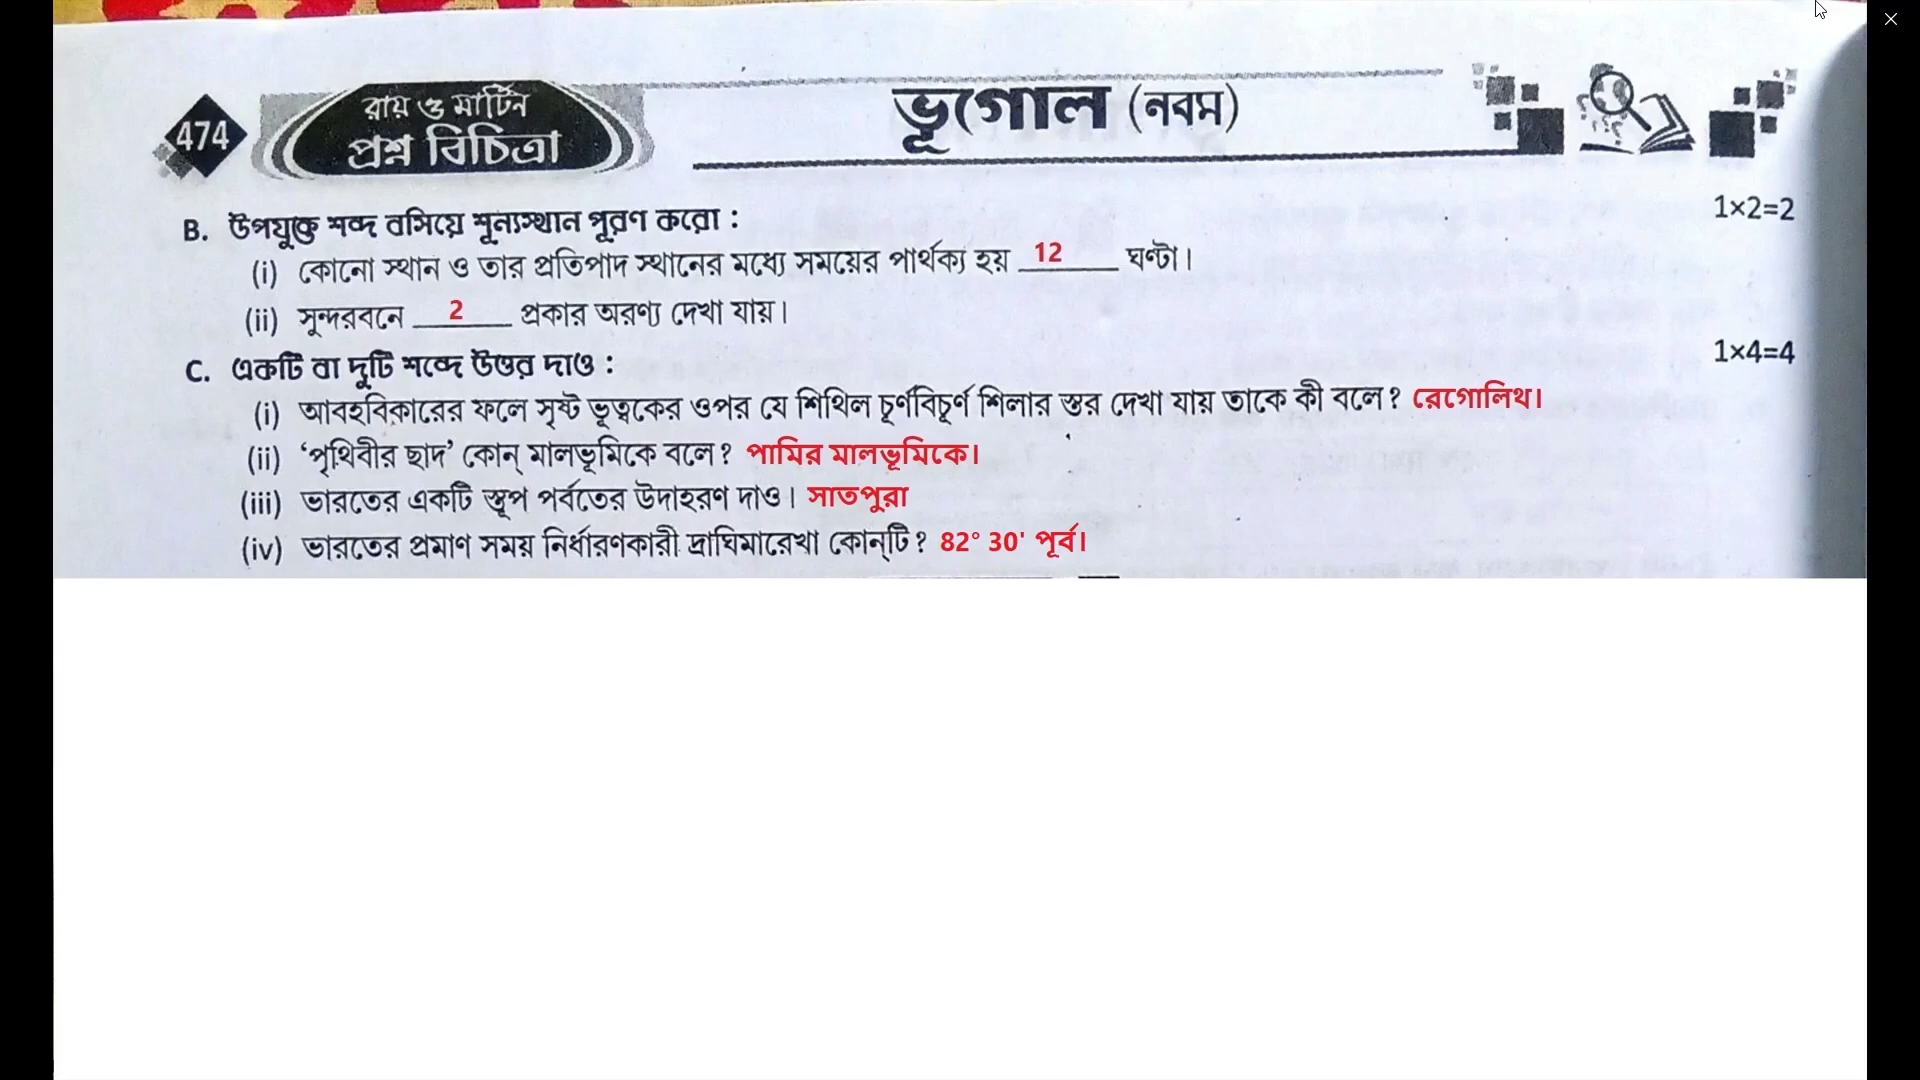 474
রায় ও মার্টিন
প্রশ্ন বিচিত্রা
ভূগোল (নবম)
B. উপযুক্ত শব্দ বসিয়ে শূন্যস্থান পূরণ করো : 1×2=2
(i) কোনো স্থান ও তার প্রতিপাদ স্থানের মধ্যে সময়ের পার্থক্য হয় 12 ঘণ্টা।
(ii) সুন্দরবনে 2 প্রকার অরণ্য দেখা যায়।
C. একটি বা দুটি শব্দে উত্তর দাও : 1×4=4
(i) আবহবিকারের ফলে সৃষ্ট ভূত্বকের ওপর যে শিথিল চূর্ণবিচূর্ণ শিলার স্তর দেখা যায় তাকে কী বলে? রেগোলিথ।
(ii) ‘পৃথিবীর ছাদ’ কোন্ মালভূমিকে বলে? পামির মালভূমিকে।
(iii) ভারতের একটি স্তূপ পর্বতের উদাহরণ দাও। সাতপুরা
(iv) ভারতের প্রমাণ সময় নির্ধারণকারী দ্রাঘিমারেখা কোন্‌টি? 82° 30' পূর্ব।